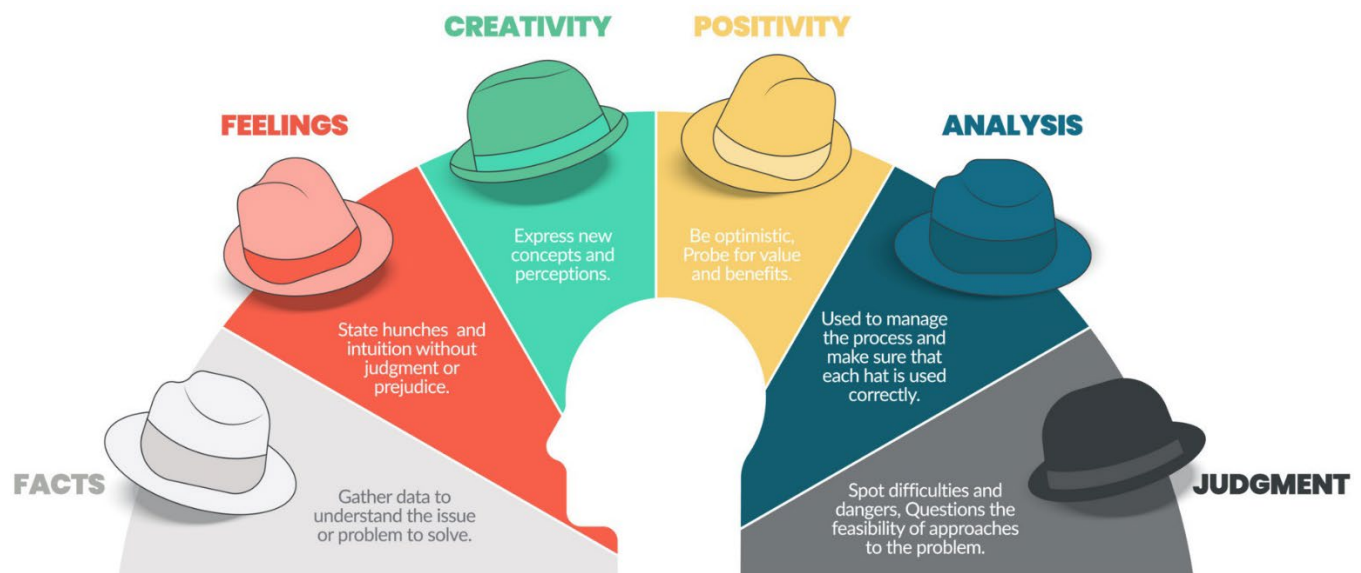 FACTS
Gather data to
understand the issue
or problem to solve.
FEELINGS
State hunches and
intuition without
judgment or
prejudice.
CREATIVITY
Express new
concepts and
perceptions.
POSITIVITY
Be optimistic,
Probe for value
and benefits.
ANALYSIS
Used to manage
the process and
make sure that
each hat is used
correctly.
JUDGMENT
Spot difficulties and
dangers, Questions the
feasibility of approaches
to the problem.